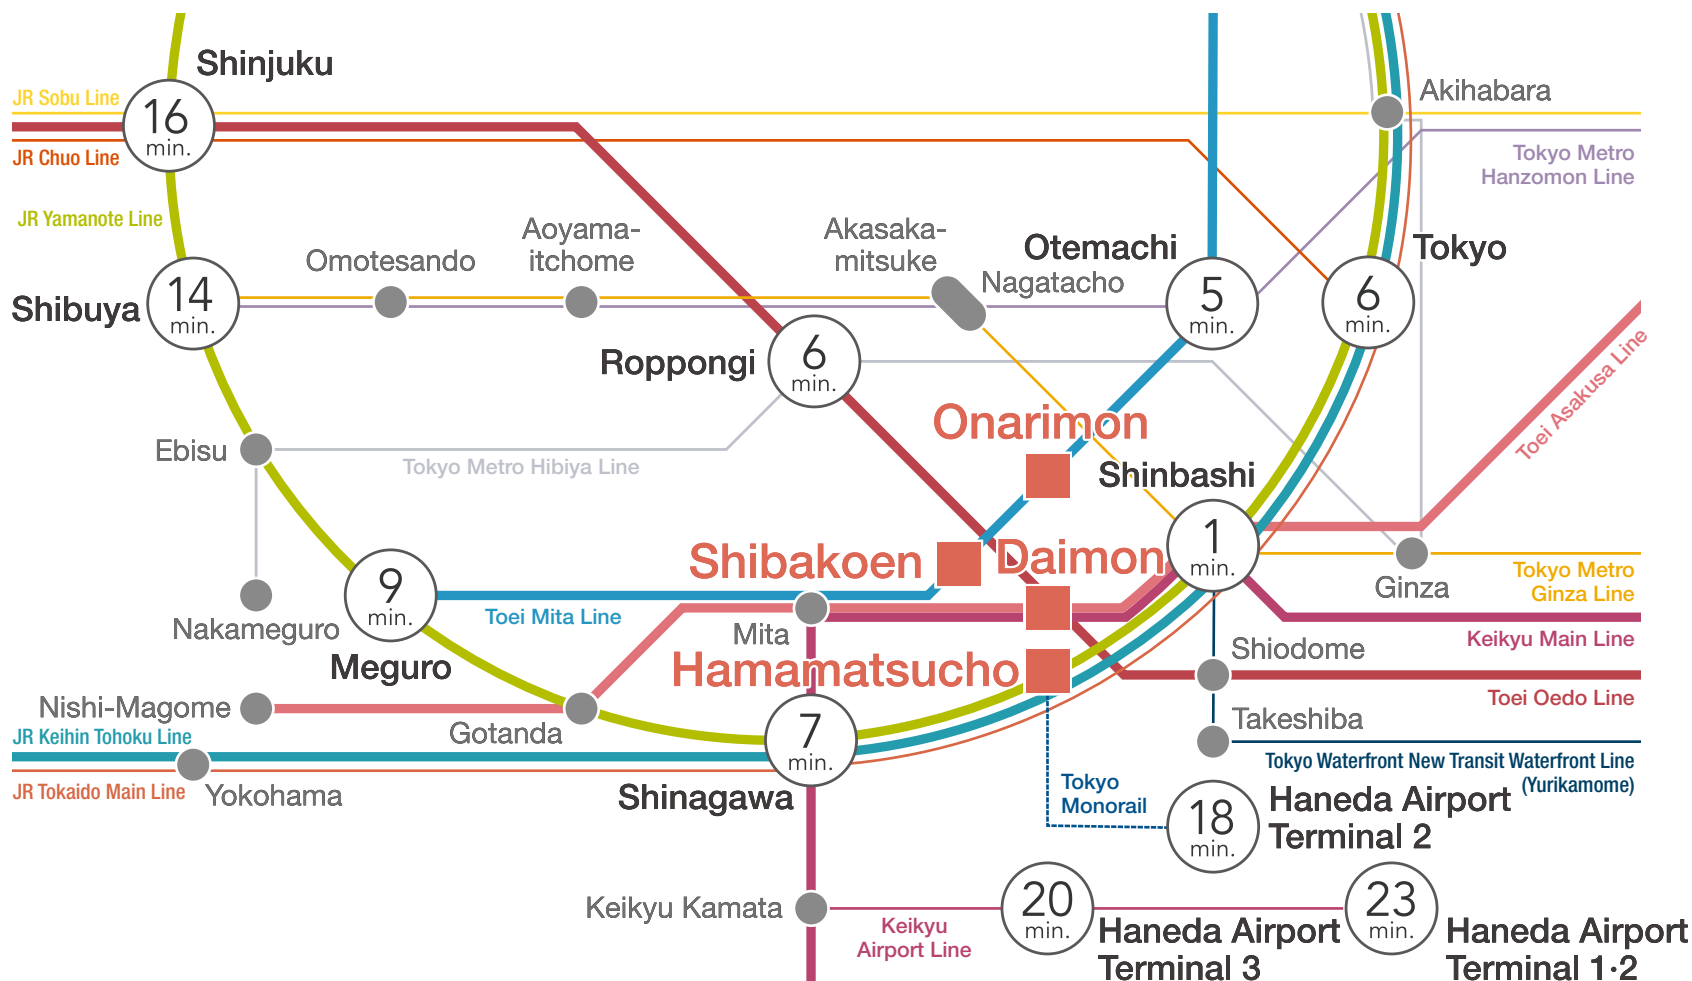 Shinjuku
JR Sobu Line
16
min.
JR Chuo Line
JR Yamanote Line
Akihabara
Tokyo Metro
Hanzomon Line
Omotesando
Aoyama-
itchome
Akasaka-
mitsuke
Nagatacho
Otemachi
5
min.
Tokyo
6
min.
Shibuya
14
min.
Roppongi
6
min.
Toei Asakusa Line
Onarimon
Ebisu
Tokyo Metro Hibiya Line
Shinbashi
1
min.
Shibakoen
Daimon
Ginza
Tokyo Metro
Ginza Line
9
min.
Toei Mita Line
Nakameguro
Meguro
Mita
Keikyu Main Line
Shiodome
Hamamatsucho
Toei Oedo Line
Nishi-Magome
Gotanda
Takeshiba
JR Keihin Tohoku Line
7
min.
Tokyo Waterfront New Transit Waterfront Line
(Yurikamome)
JR Tokaido Main Line
Yokohama
Shinagawa
Tokyo
Monorail
18
min.
Haneda Airport
Terminal 2
Keikyu Kamata
Keikyu
Airport Line
20
min.
Haneda Airport
Terminal 3
23
min.
Haneda Airport
Terminal 1·2